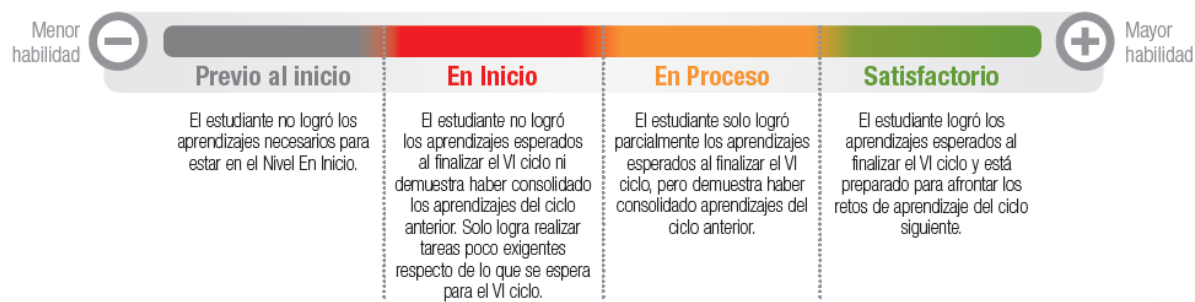 Menor
habilidad
Mayor
habilidad
Previo al inicio
En Inicio
En Proceso
Satisfactorio
El estudiante no logró los
aprendizajes necesarios para
estar en el Nivel En Inicio.
El estudiante no logró
los aprendizajes esperados
al finalizar el VI ciclo ni
demuestra haber consolidado
los aprendizajes del ciclo
anterior. Solo logra realizar
tareas poco exigentes
respecto de lo que se espera
para el VI ciclo.
El estudiante solo logró
parcialmente los aprendizajes
esperados al finalizar el VI
ciclo, pero demuestra haber
consolidado aprendizajes del
ciclo anterior.
El estudiante logró los
aprendizajes esperados al
finalizar el VI ciclo y está
preparado para afrontar los
retos de aprendizaje del ciclo
siguiente.